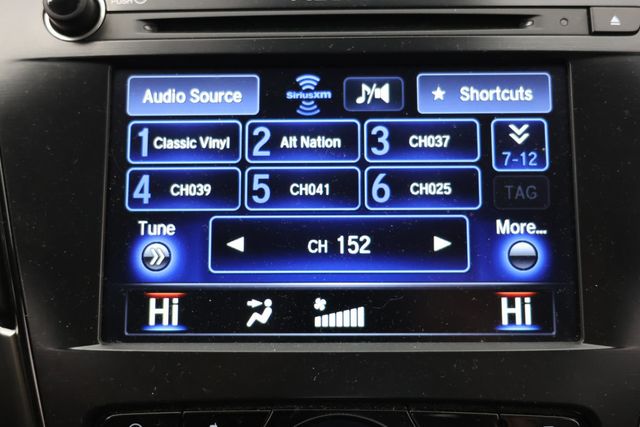 PUSH
Audio Source
SiriusXM
★ Shortcuts
1 Classic Vinyl
2 Alt Nation
3 CH037
7-12
4 CH039
5 CH041
6 CH025
TAG
Tune
CH 152
More...
Hi
Hi